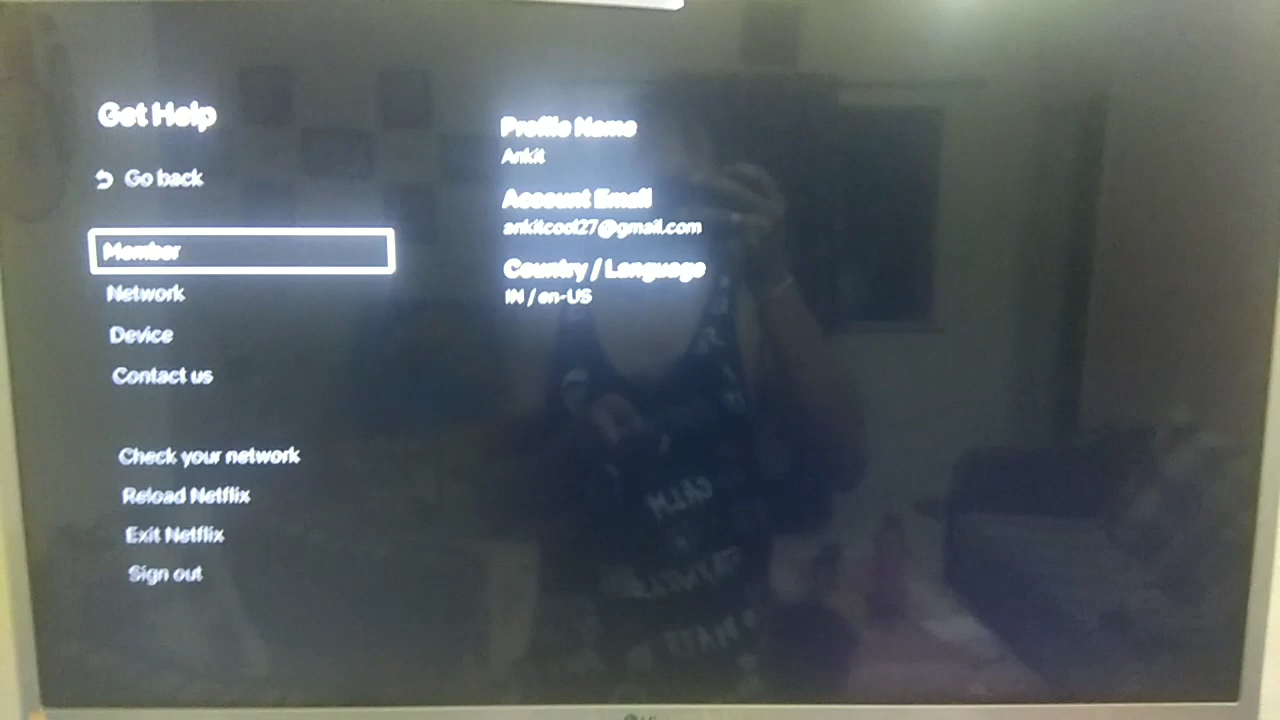 Get Help
Go back
Member
Network
Device
Contact us
Check your network
Reload Netflix
Exit Netflix
Sign out
Profile Name
Ankit
Account Email
ankitcool27@gmail.com
Country / Language
IN / en-US